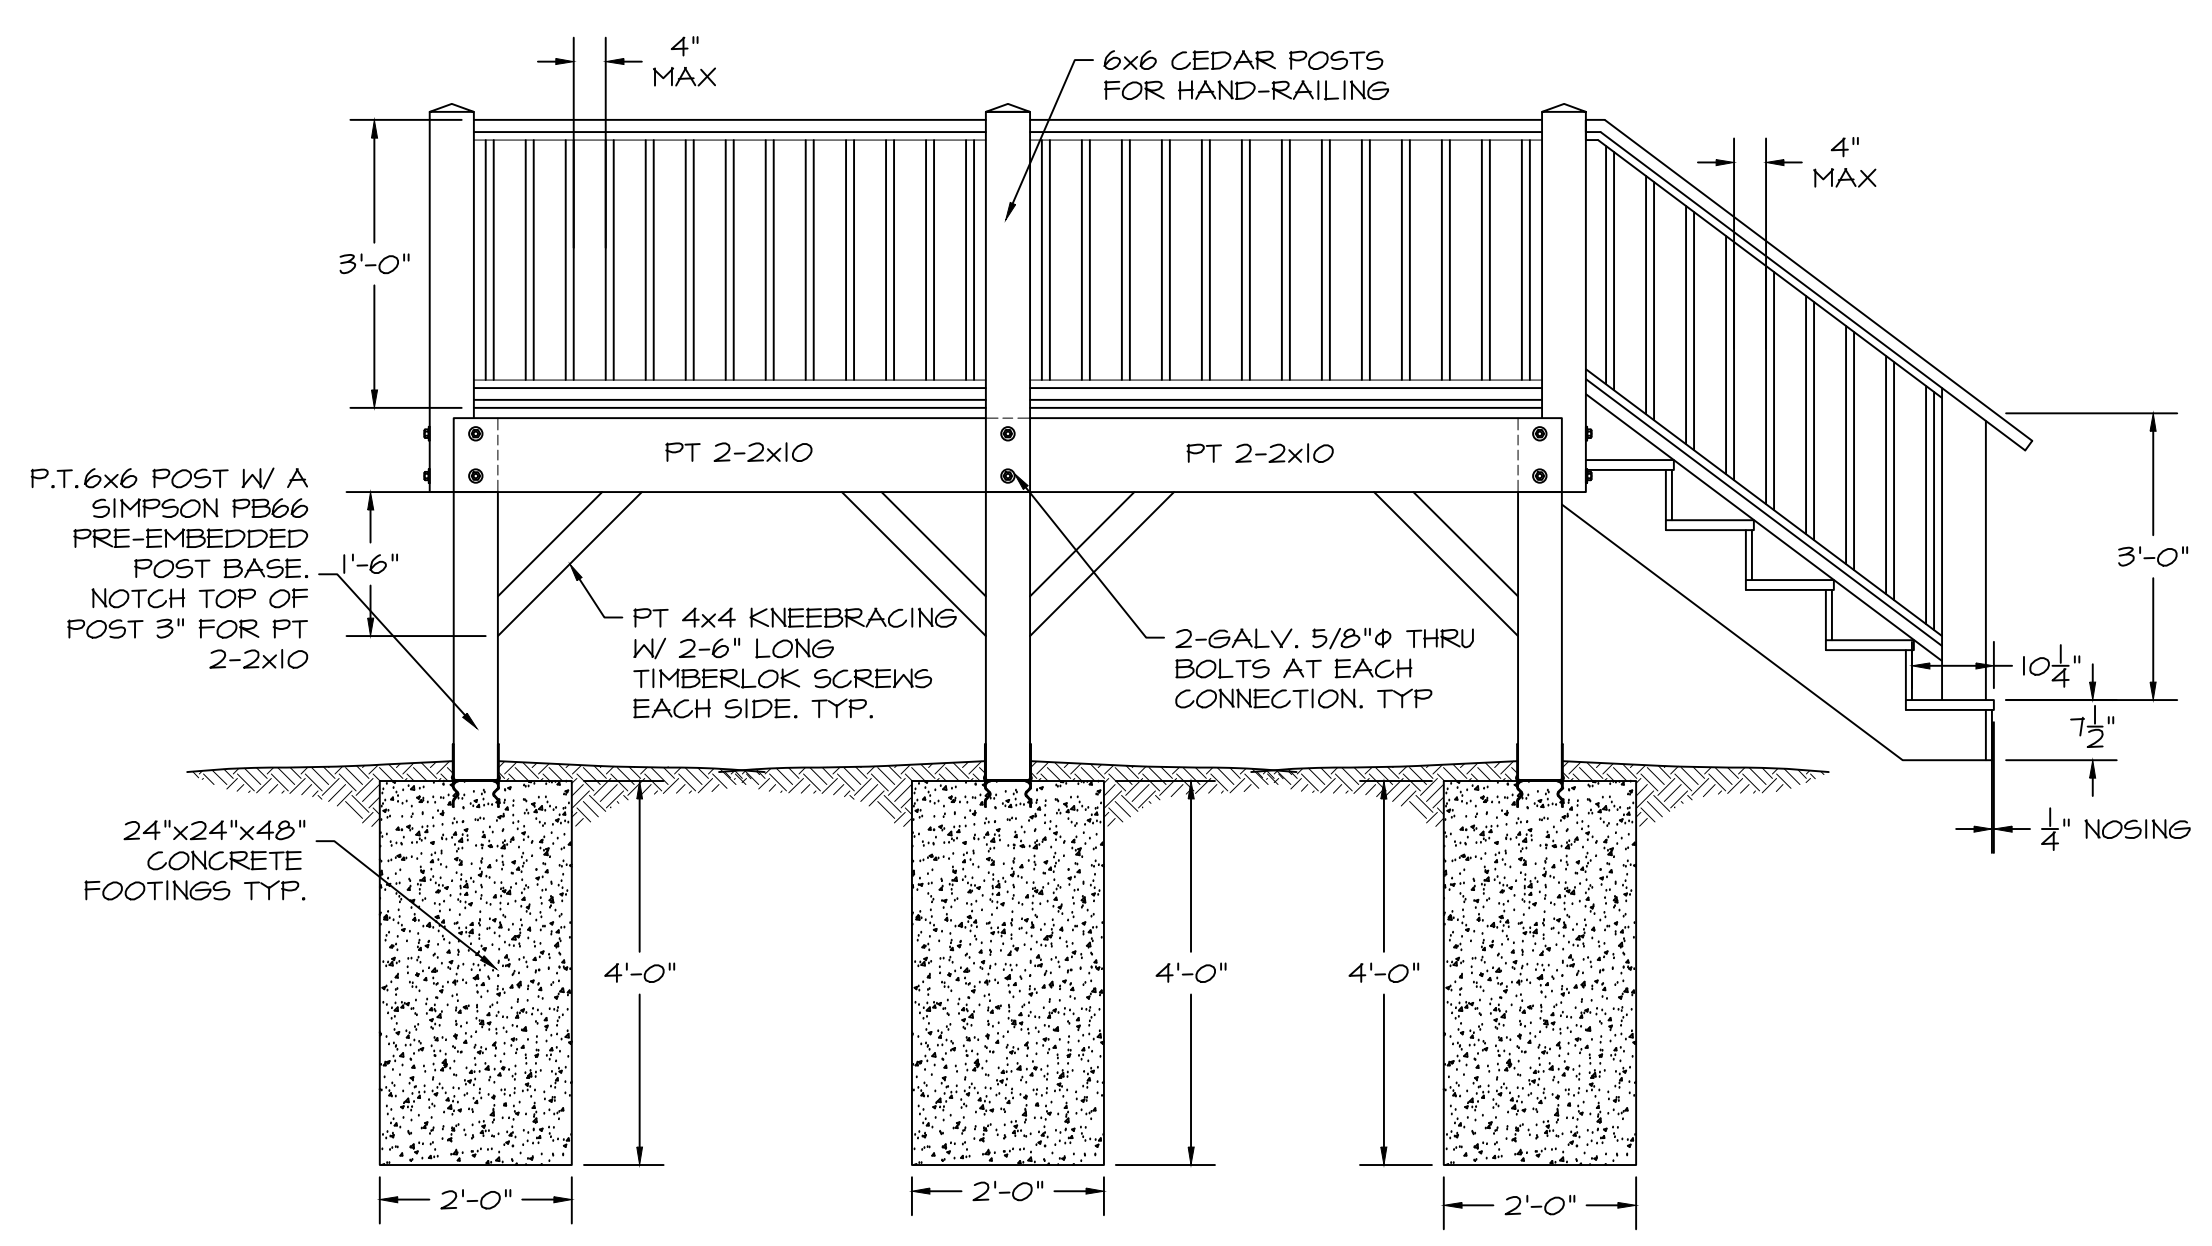 4"
MAX
6x6 CEDAR POSTS
FOR HAND-RAILING
4"
MAX
3'-0"
PT 2-2x10
PT 2-2x10
P.T.6x6 POST W/ A
SIMPSON PB66
PRE-EMBEDDED
POST BASE.
NOTCH TOP OF
POST 3" FOR PT
2-2x10
1'-6"
PT 4x4 KNEEBRACING
W/ 2-6" LONG
TIMBERLOK SCREWS
EACH SIDE. TYP.
2-GALV. 5/8"Φ THRU
BOLTS AT EACH
CONNECTION. TYP
3'-0"
10 1/4"
7 1/2"
1/4" NOSING
24"x24"x48"
CONCRETE
FOOTINGS TYP.
4'-0"
4'-0"
4'-0"
2'-0"
2'-0"
2'-0"